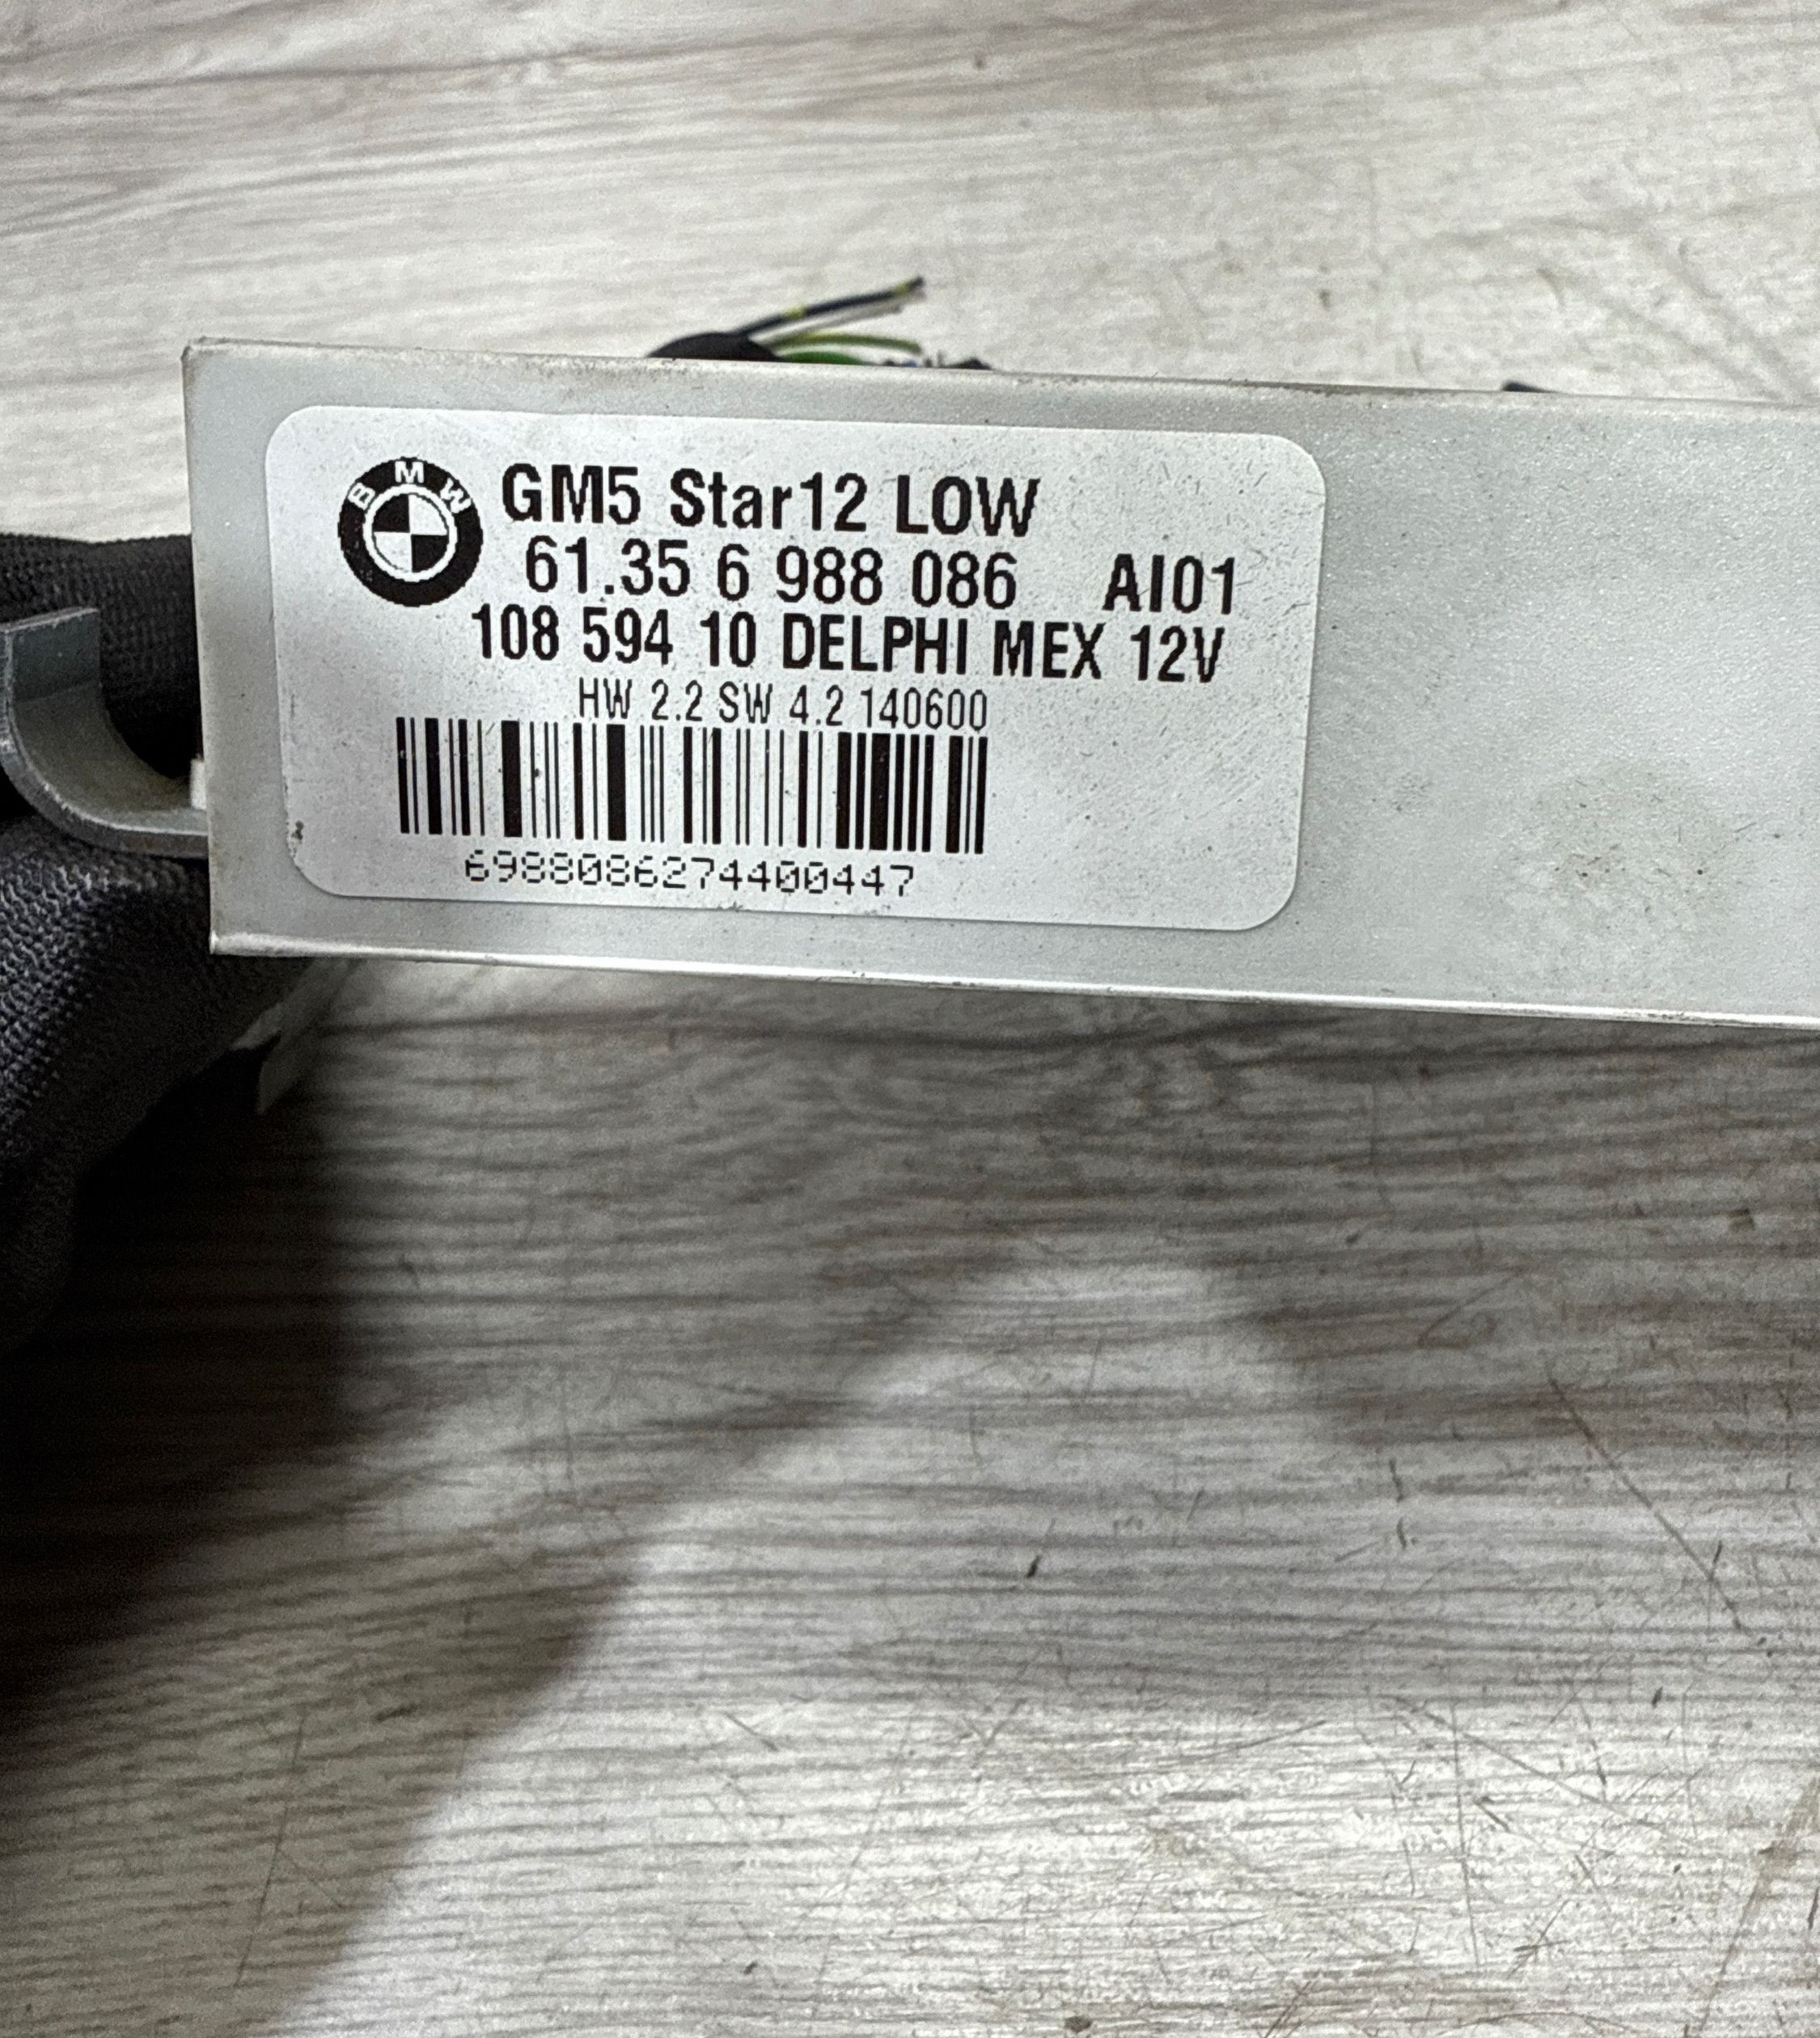 BMW
GM5 Star12 LOW
61.35 6 988 086 AI01
108 594 10 DELPHI MEX 12V
HW 2.2 SW 4.2 140600
6988086274400447